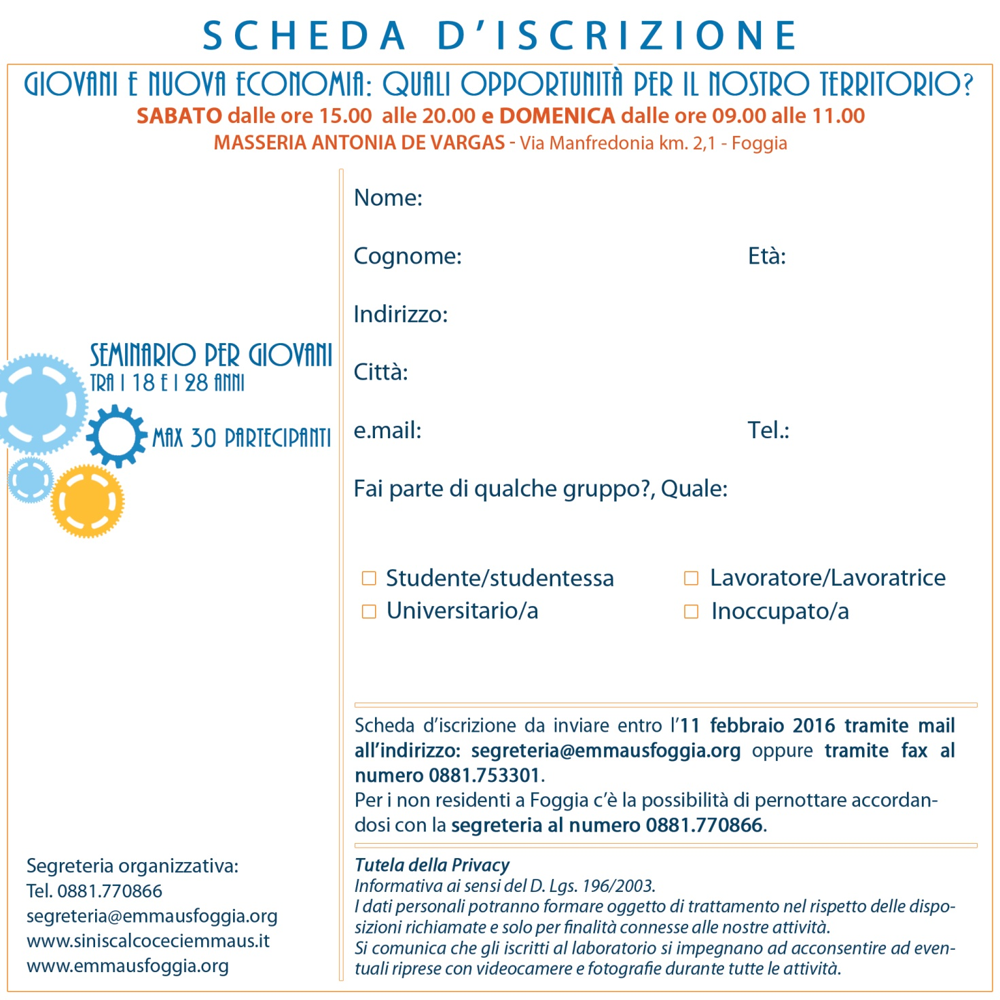 SCHEDA D’ISCRIZIONE
GIOVANI E NUOVA ECONOMIA: QUALI OPPORTUNITÀ PER IL NOSTRO TERRITORIO?
SABATO dalle ore 15.00 alle 20.00 e DOMENICA dalle ore 09.00 alle 11.00
MASSERIA ANTONIA DE VARGAS - Via Manfredonia km. 2,1 - Foggia
SEMINARIO PER GIOVANI
TRA I 18 E I 28 ANNI
MAX 30 PARTECIPANTI
Segreteria organizzativa:
Tel. 0881.770866
segreteria@emmausfoggia.org
www.siniscalcoceciemmaus.it
www.emmausfoggia.org
Nome:
Cognome: Età:
Indirizzo:
Città:
e.mail: Tel.:
Fai parte di qualche gruppo?, Quale:
Studente/studentessa Lavoratore/Lavoratrice
Universitario/a Inoccupato/a
Scheda d’iscrizione da inviare entro l’11 febbraio 2016 tramite mail
all’indirizzo: segreteria@emmausfoggia.org oppure tramite fax al
numero 0881.753301.
Per i non residenti a Foggia c’è la possibilità di pernottare accordan-
dosi con la segreteria al numero 0881.770866.
Tutela della Privacy
Informativa ai sensi del D. Lgs. 196/2003.
I dati personali potranno formare oggetto di trattamento nel rispetto delle dispo-
sizioni richiamate e solo per finalità connesse alle nostre attività.
Si comunica che gli iscritti al laboratorio si impegnano ad acconsentire ad even-
tuali riprese con videocamere e fotografie durante tutte le attività.